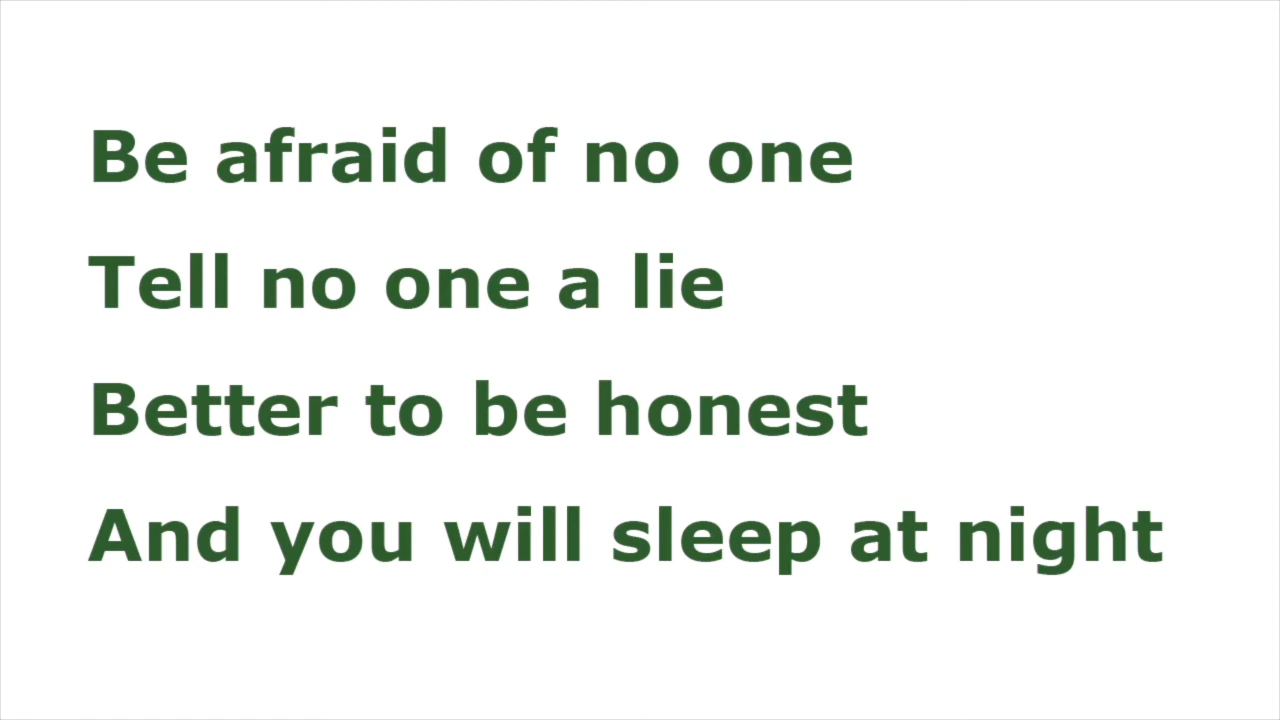 Be afraid of no one
Tell no one a lie
Better to be honest
And you will sleep at night